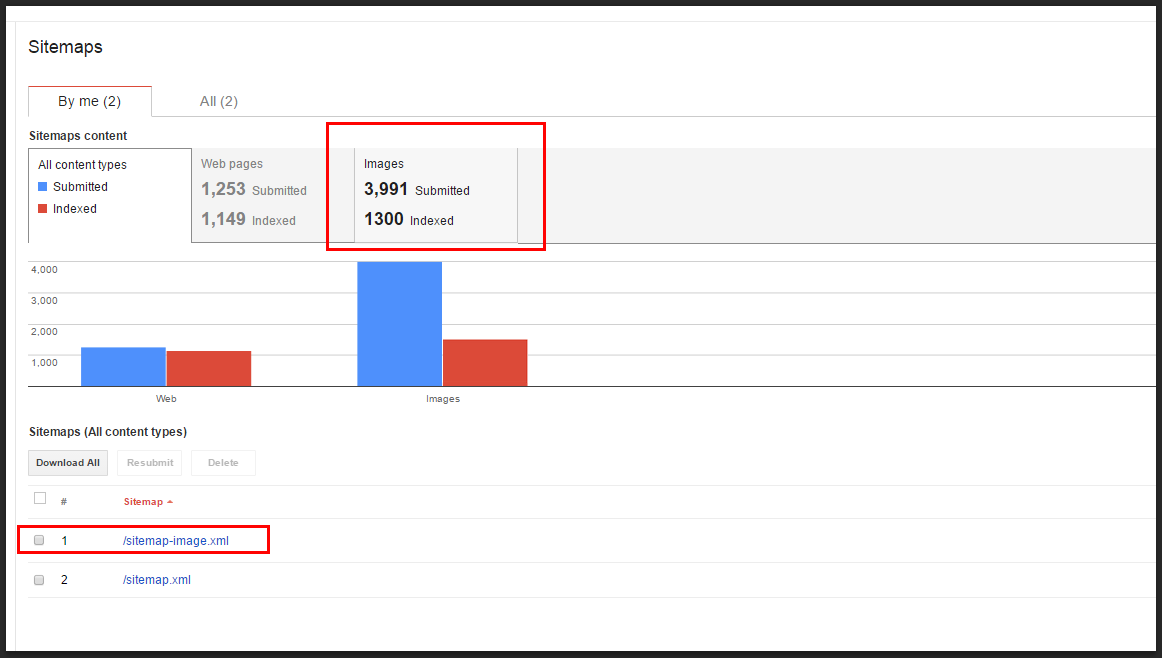 Sitemaps
By me (2) All (2)
Sitemaps content
All content types Web pages Images
Submitted 1,253 Submitted 3,991 Submitted
Indexed 1,149 Indexed 1300 Indexed
4,000
3,000
2,000
1,000
Web Images
Sitemaps (All content types)
Download All Resubmit Delete
# Sitemap
1 /sitemap-image.xml
2 /sitemap.xml